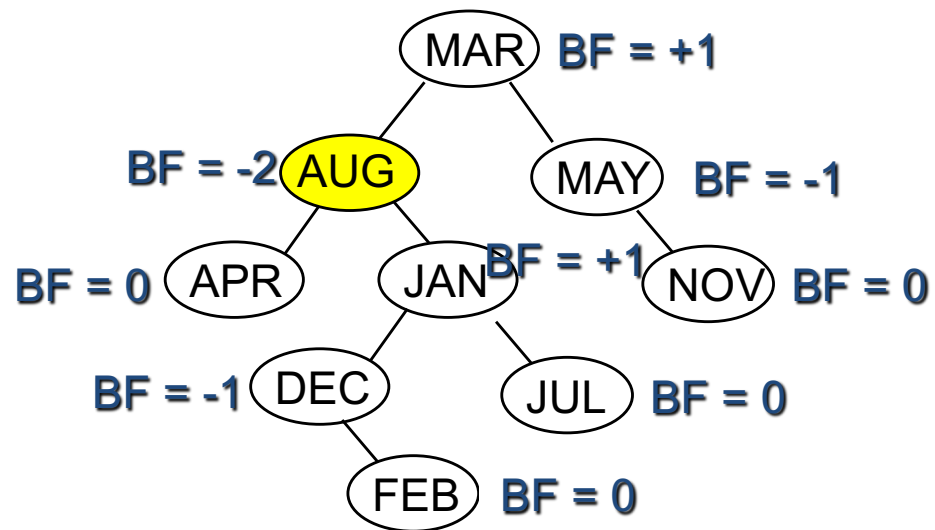 MAR BF = +1
BF = -2 AUG MAY BF = -1
BF = 0 APR JAN BF = +1 NOV BF = 0
BF = -1 DEC JUL BF = 0
FEB BF = 0